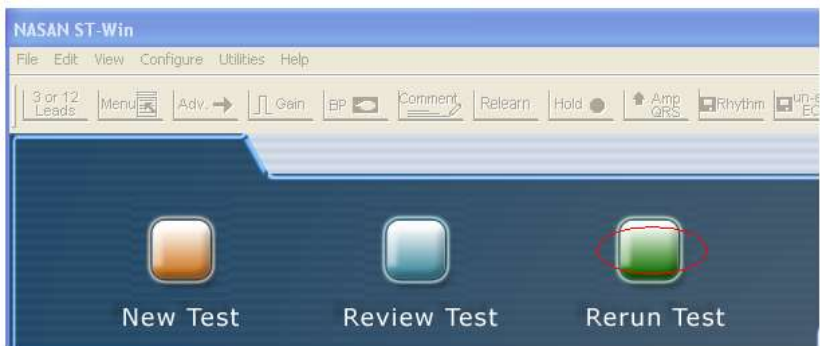 NASAN ST-Win
File Edit View Configure Utilities Help
3 or 12 Leads Menu Adv. Gain BP Comment Relearn Hold Amp QRS Rhythm
New Test Review Test Rerun Test